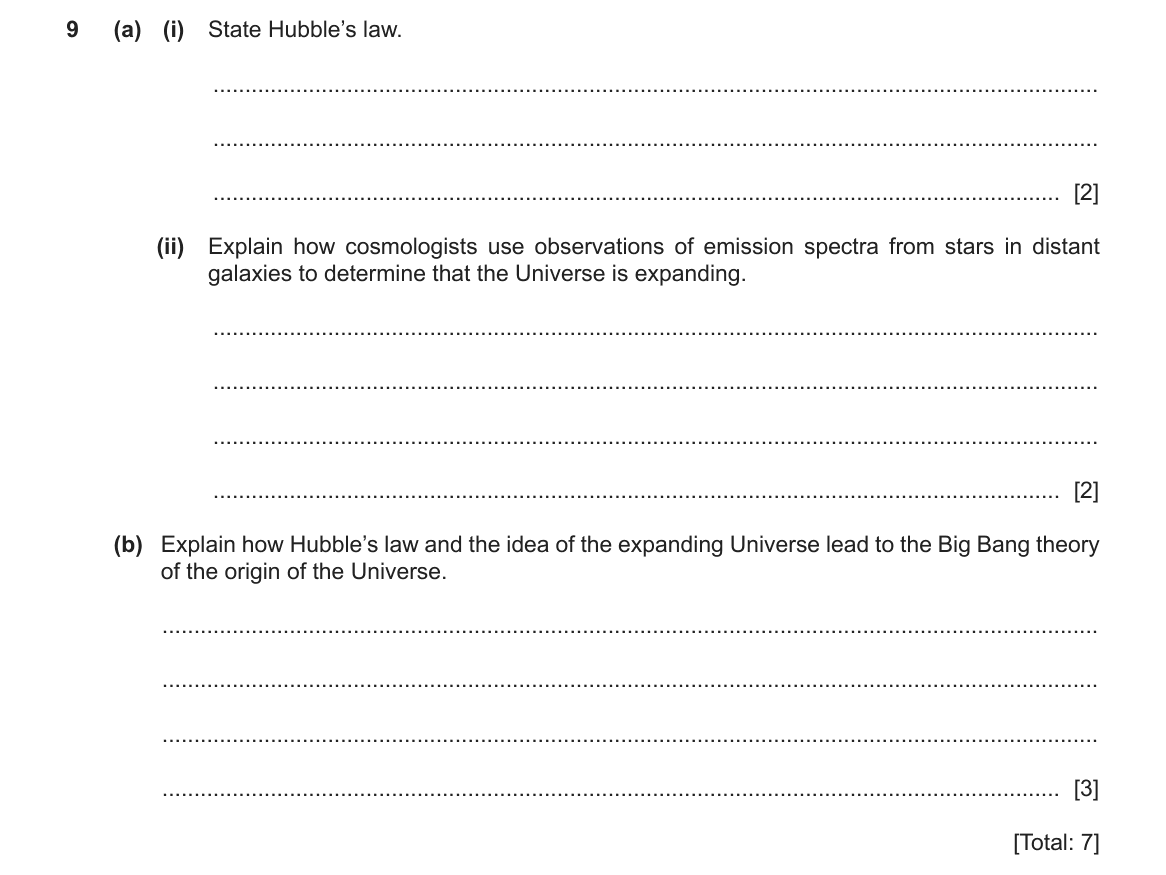 9 (a) (i) State Hubble’s law.
..........
..........
.......... [2]
(ii) Explain how cosmologists use observations of emission spectra from stars in distant
galaxies to determine that the Universe is expanding.
..........
..........
..........
.......... [2]
(b) Explain how Hubble’s law and the idea of the expanding Universe lead to the Big Bang theory
of the origin of the Universe.
..........
..........
..........
.......... [3]
[Total: 7]